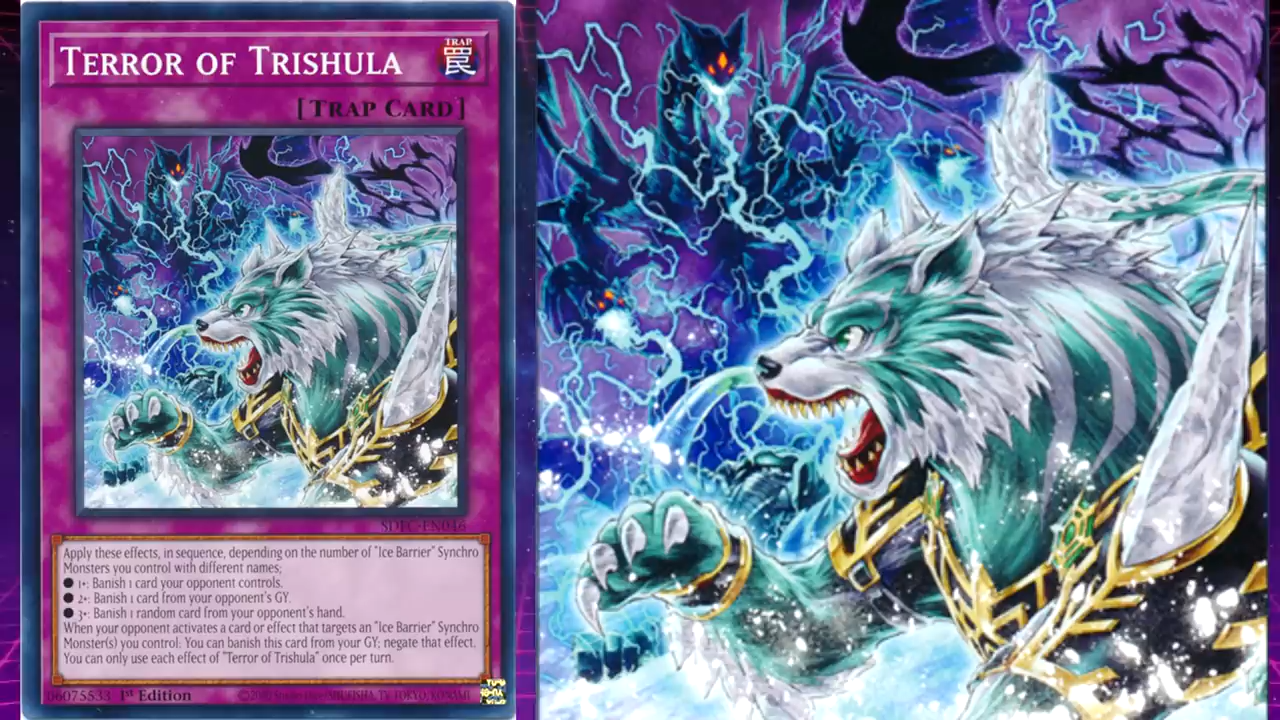 TERROR OF TRISHULA
TRAP
罠
[TRAP CARD]
SDFC-EN046
Apply these effects, in sequence, depending on the number of "Ice Barrier" Synchro
Monsters you control with different names;
● 1+: Banish 1 card your opponent controls.
● 2+: Banish 1 card from your opponent's GY.
● 3+: Banish 1 random card from your opponent's hand.
When your opponent activates a card or effect that targets an "Ice Barrier" Synchro
Monster(s) you control: You can banish this card from your GY; negate that effect.
You can only use each effect of "Terror of Trishula" once per turn.
06075533 1st Edition